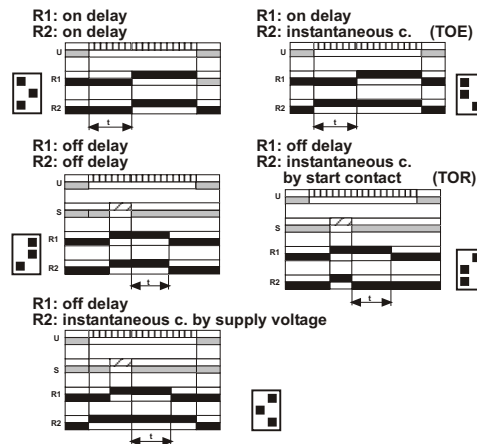 R1: on delay
R2: on delay
U
R1
R2
t
R1: on delay
R2: instantaneous c. (TOE)
U
R1
R2
t
R1: off delay
R2: off delay
U
S
R1
R2
t
R1: off delay
R2: instantaneous c.
by start contact (TOR)
U
S
R1
R2
t
R1: off delay
R2: instantaneous c. by supply voltage
U
S
R1
R2
t